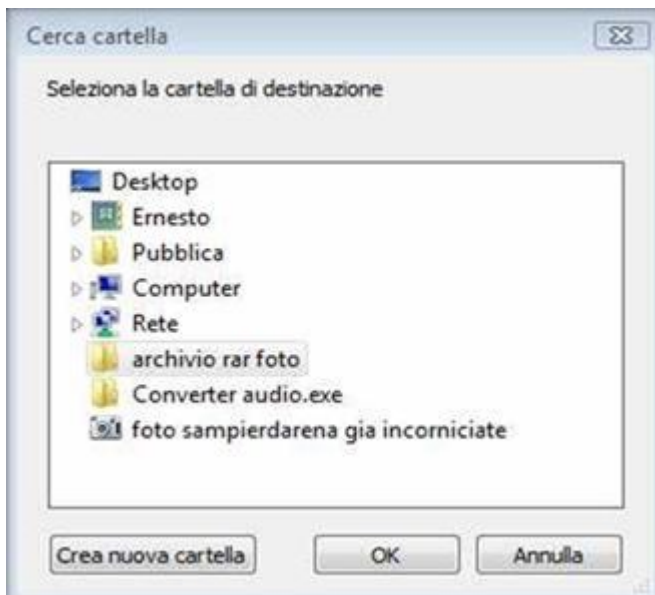 Cerca cartella
Seleziona la cartella di destinazione
Desktop
Ernesto
Pubblica
Computer
Rete
archivio rar foto
Converter audio.exe
foto sampierdarena gia incorniciate
Crea nuova cartella OK Annulla